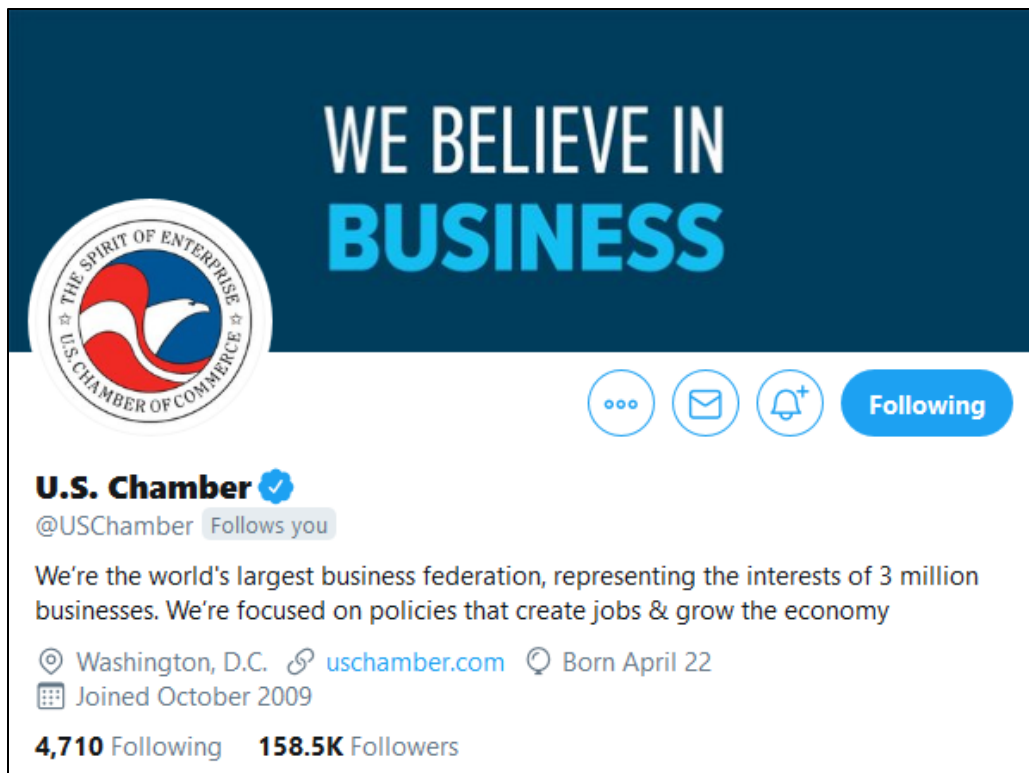 WE BELIEVE IN
BUSINESS
THE SPIRIT OF ENTERPRISE
U.S. CHAMBER OF COMMERCE
Following
U.S. Chamber
@USChamber Follows you
We're the world's largest business federation, representing the interests of 3 million
businesses. We're focused on policies that create jobs & grow the economy
Washington, D.C. uschamber.com Born April 22
Joined October 2009
4,710 Following 158.5K Followers